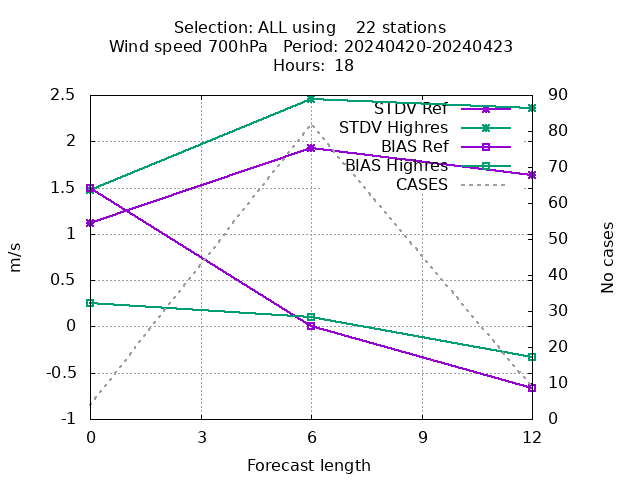 Selection: ALL using    22 stations
Wind speed 700hPa   Period: 20240420-20240423
Hours: 18
STDV Ref
STDV Highres
BIAS Ref
BIAS Highres
CASES
2.5
2
1.5
1
0.5
0
-0.5
-1
m/s
90
80
70
60
50
40
30
20
10
0
No cases
0 3 6 9 12
Forecast length